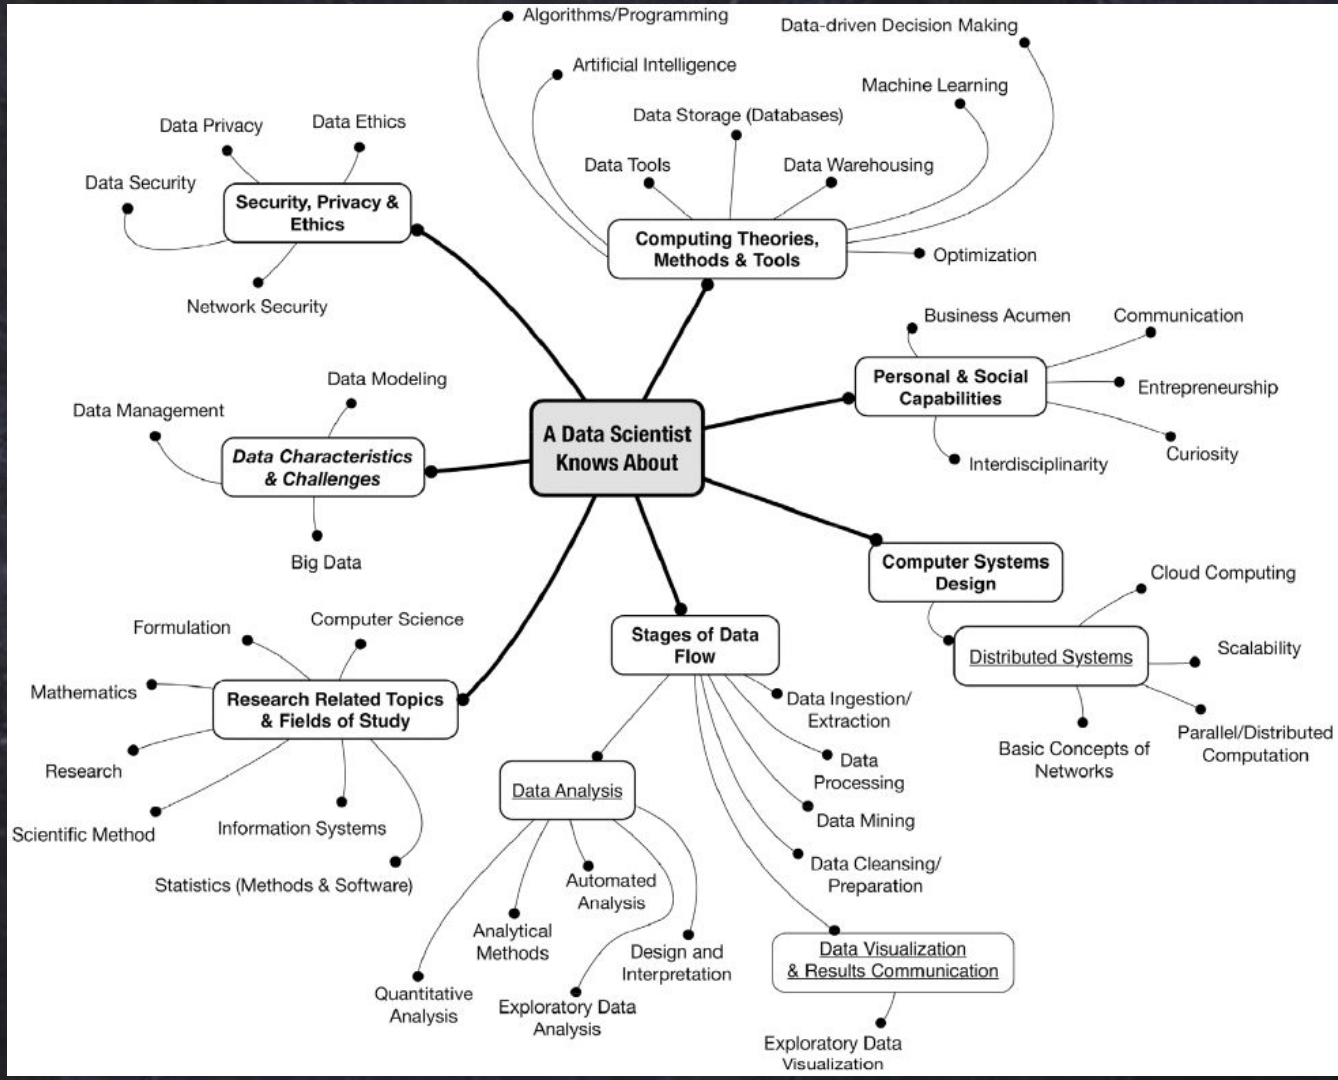 Algorithms/Programming
Data-driven Decision Making
Artificial Intelligence
Machine Learning
Data Storage (Databases)
Data Tools
Data Warehousing
Computing Theories,
Methods & Tools
Optimization
Data Privacy
Data Ethics
Data Security
Security, Privacy &
Ethics
Network Security
Business Acumen
Communication
Personal & Social
Capabilities
Entrepreneurship
Interdisciplinarity
Curiosity
Data Modeling
Data Management
Data Characteristics
& Challenges
Big Data
A Data Scientist
Knows About
Computer Systems
Design
Cloud Computing
Distributed Systems
Scalability
Basic Concepts of
Networks
Parallel/Distributed
Computation
Formulation
Computer Science
Mathematics
Research Related Topics
& Fields of Study
Research
Scientific Method
Information Systems
Statistics (Methods & Software)
Stages of Data
Flow
Data Ingestion/
Extraction
Data
Processing
Data Mining
Data Cleansing/
Preparation
Data Analysis
Automated
Analysis
Analytical
Methods
Design and
Interpretation
Quantitative
Analysis
Exploratory Data
Analysis
Data Visualization
& Results Communication
Exploratory Data
Visualization